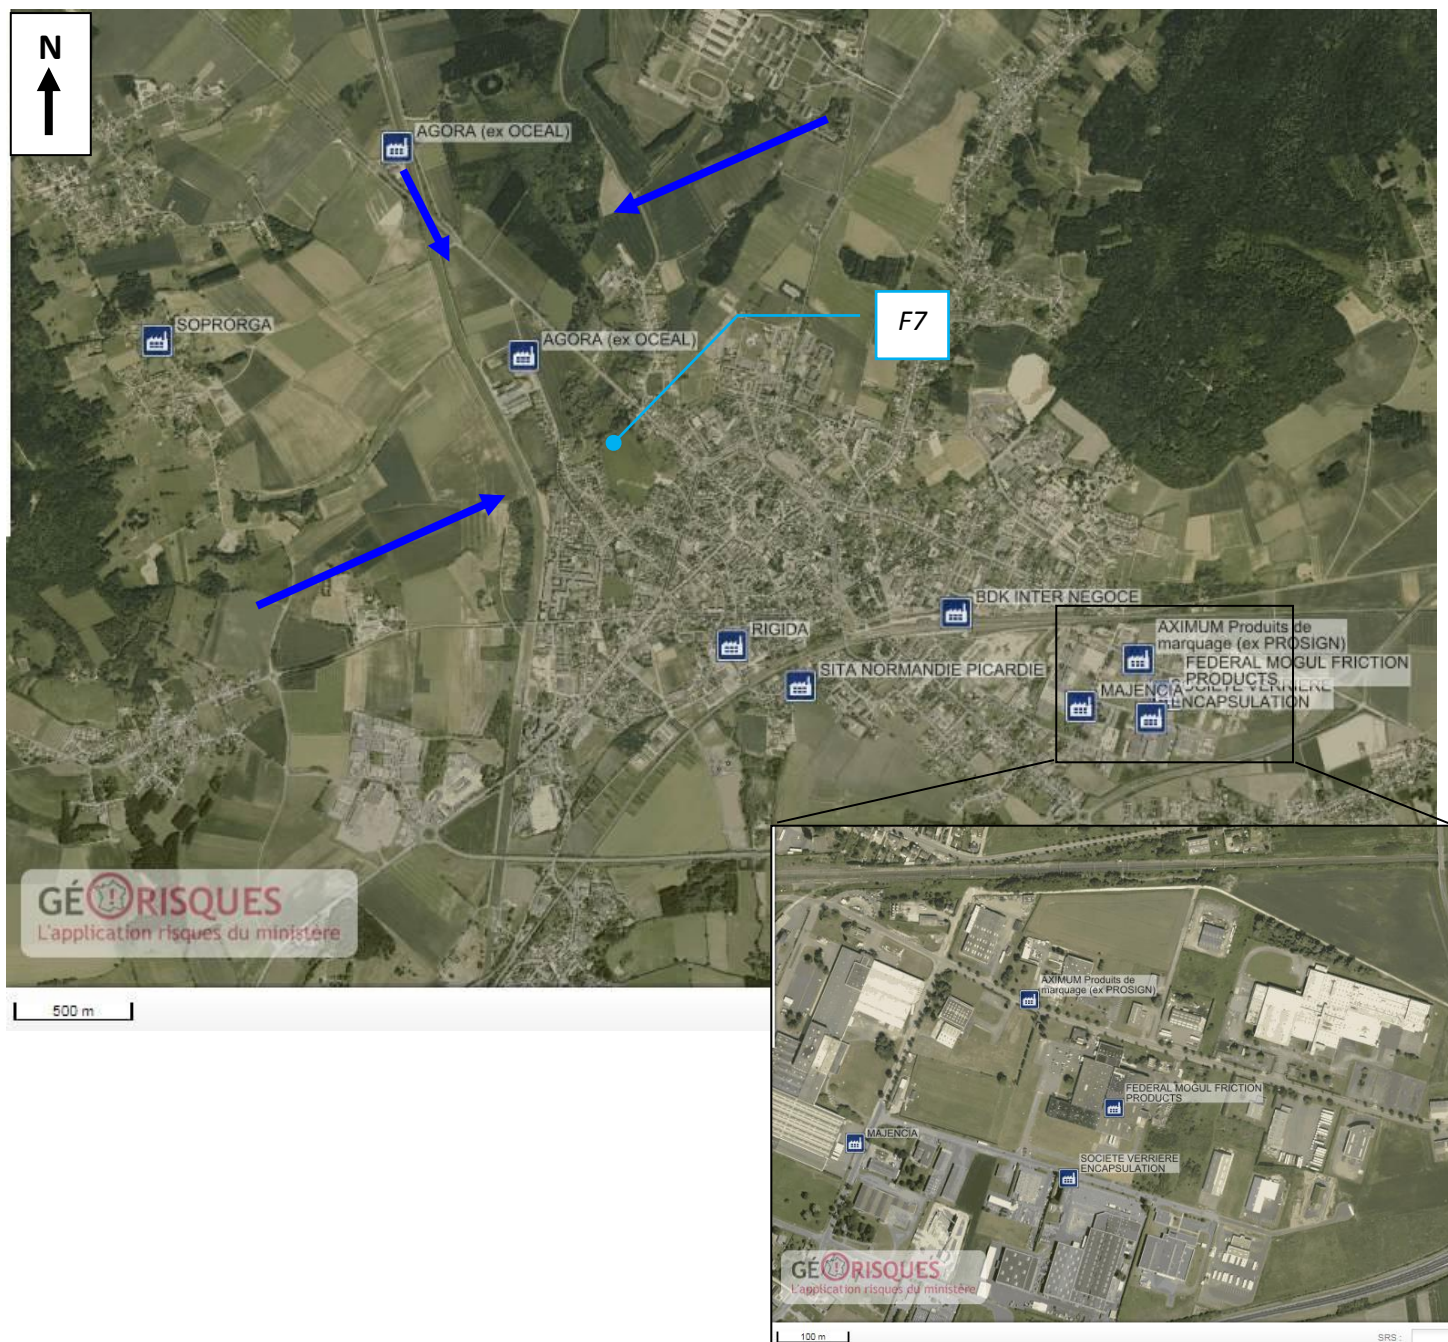 N
AGORA (ex OCEAL)
F7
SOPRORGA
AGORA (ex OCEAL)
BDK INTER NEGOCE
RIGIDA
AXIMUM Produits de
marquage (ex PROSIGN)
FEDERAL MOGUL FRICTION
PRODUCTS
SITA NORMANDIE PICARDIE
MAJENCIA
SOCIETE VERRIERE
ENCAPSULATION
GÉORISQUES
L'application risques du ministère
500 m
AXIMUM Produits de
marquage (ex PROSIGN)
FEDERAL MOGUL FRICTION
PRODUCTS
MAJENCIA
SOCIETE VERRIERE
ENCAPSULATION
GÉORISQUES
L'application risques du ministère
100 m
SRS :